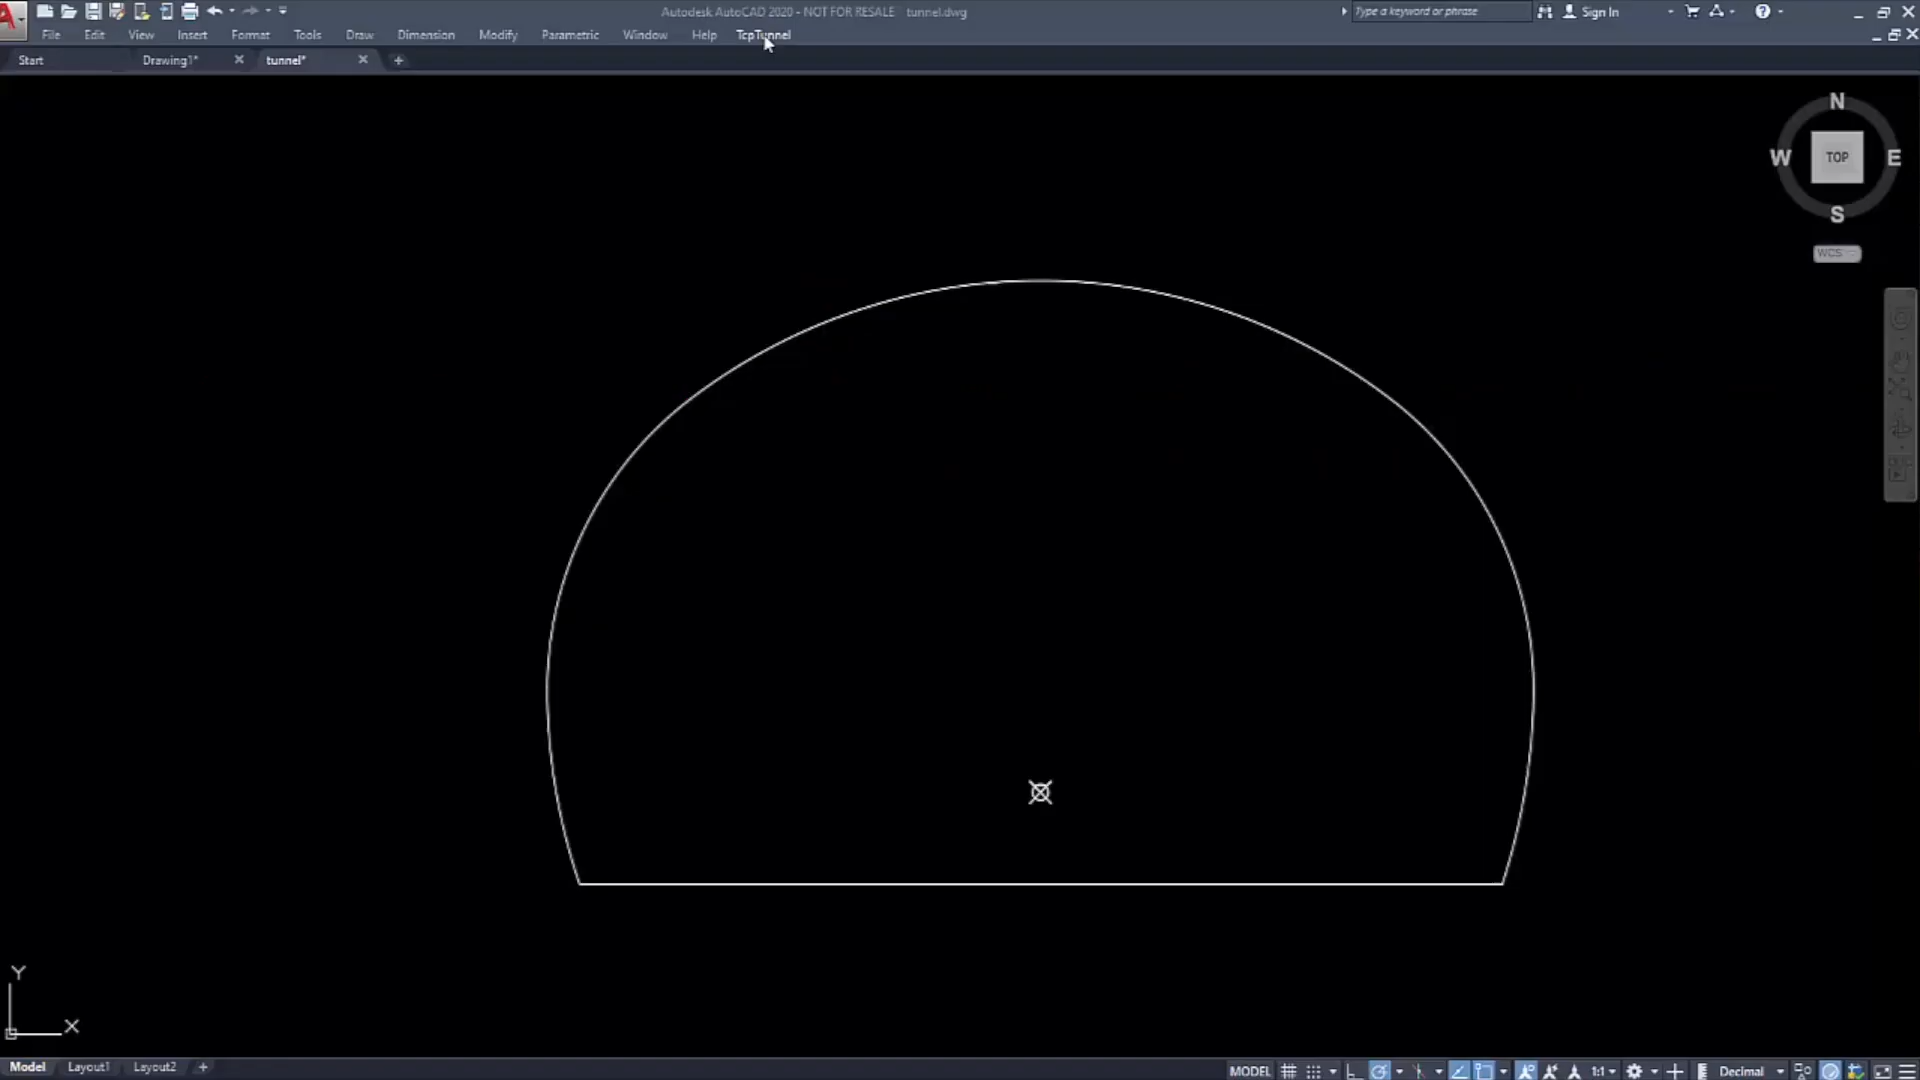 Autodesk AutoCAD 2020 - NOT FOR RESALE tunnel.dwg
Type a keyword or phrase
Sign In
File Edit View Insert Format Tools Draw Dimension Modify Parametric Window Help TcpTunnel
Start Drawing1* tunnel*
N
W TOP E
S
WCS
Y
X
Model Layout1 Layout2
MODEL 1:1 Decimal